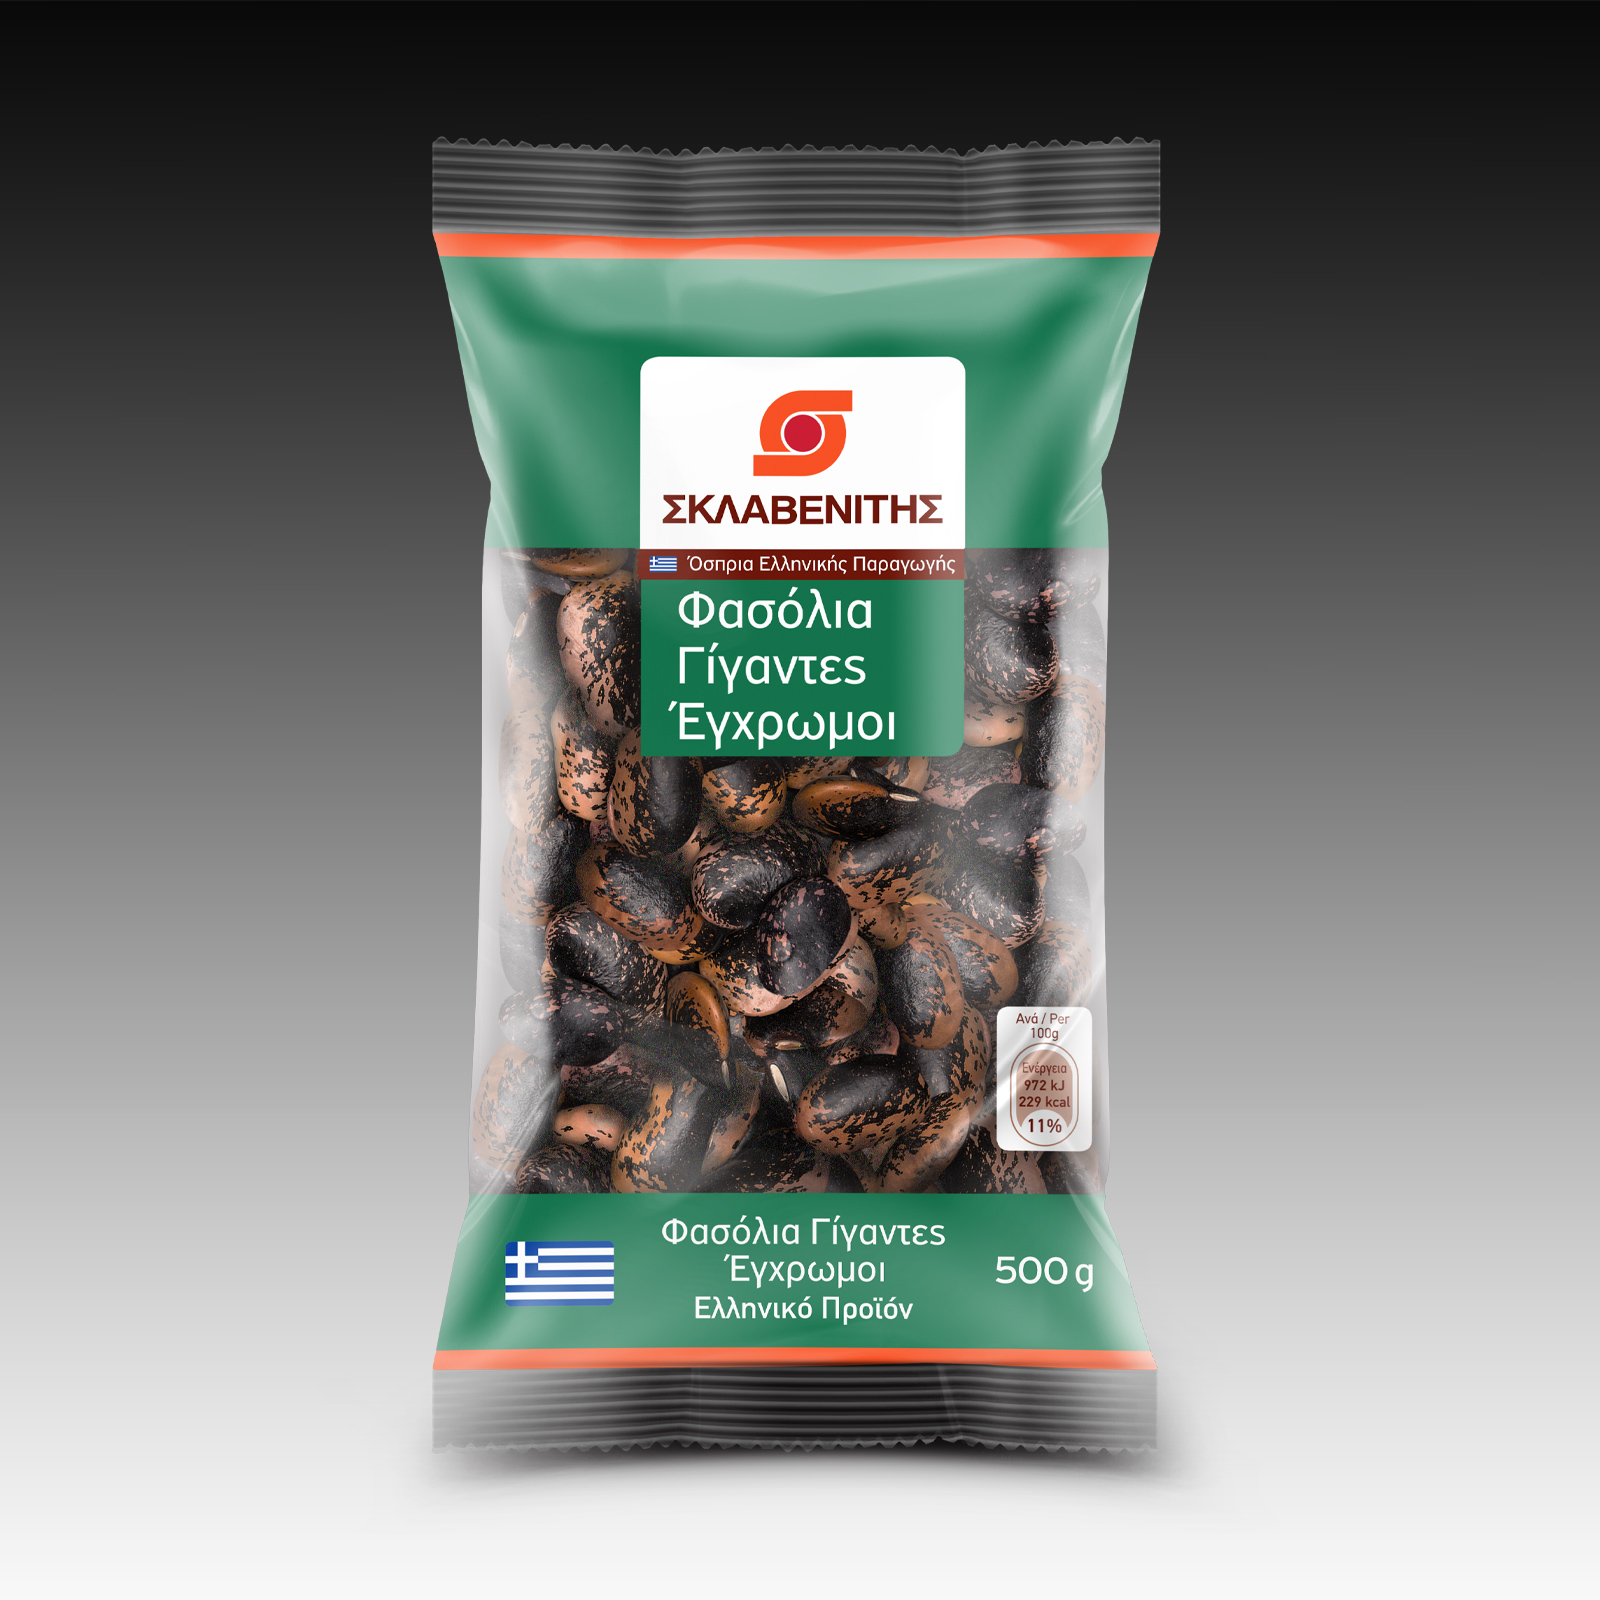 ΣΚΛΑΒΕΝΙΤΗΣ
Όσπρια Ελληνικής Παραγωγής
Φασόλια
Γίγαντες
Έγχρωμοι
Ανά / Per
100g
Ενέργεια
972 kJ
229 kcal
11%
Φασόλια Γίγαντες
Έγχρωμοι
Ελληνικό Προϊόν
500 g